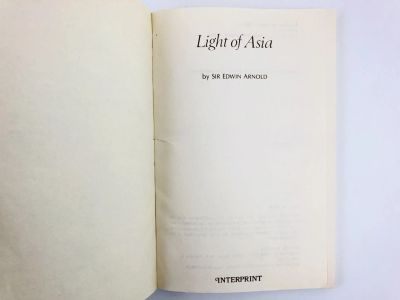 Light of Asia
by SIR EDWIN ARNOLD
INTERPRINT